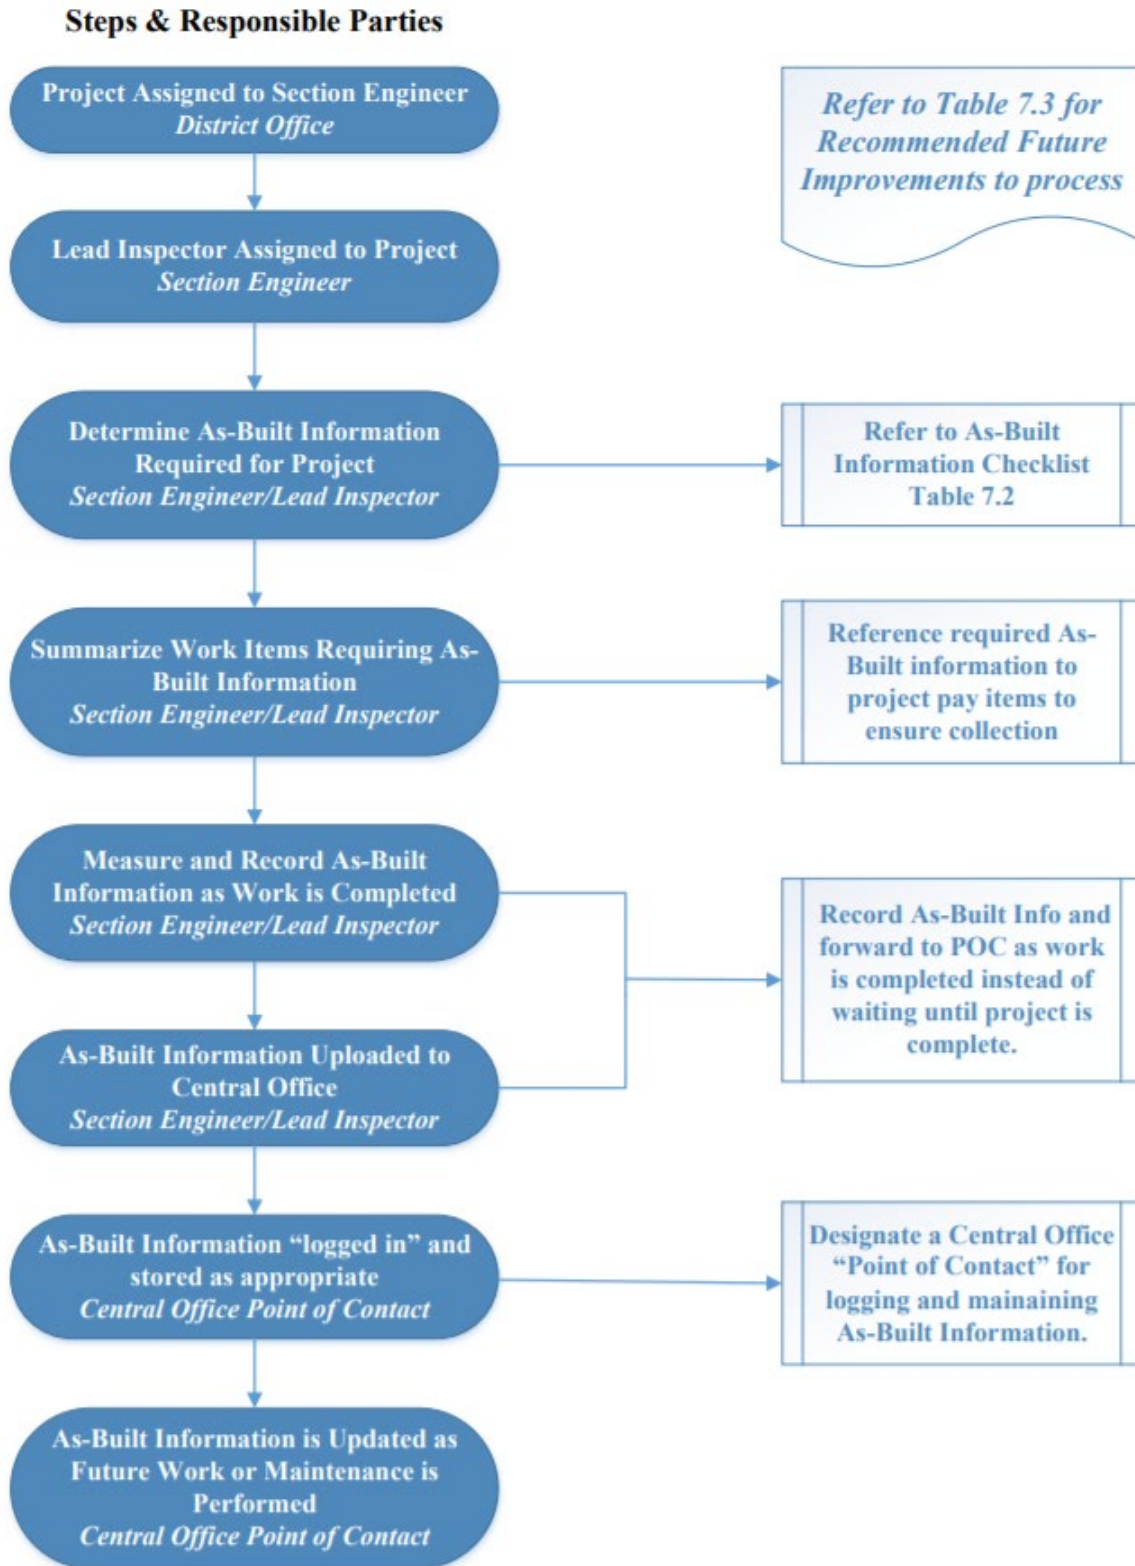 Steps & Responsible Parties
Project Assigned to Section Engineer
District Office
Refer to Table 7.3 for
Recommended Future
Improvements to process
Lead Inspector Assigned to Project
Section Engineer
Determine As-Built Information
Required for Project
Section Engineer/Lead Inspector
Refer to As-Built
Information Checklist
Table 7.2
Summarize Work Items Requiring As-
Built Information
Section Engineer/Lead Inspector
Reference required As-
Built information to
project pay items to
ensure collection
Measure and Record As-Built
Information as Work is Completed
Section Engineer/Lead Inspector
Record As-Built Info and
forward to POC as work
is completed instead of
waiting until project is
complete.
As-Built Information Uploaded to
Central Office
Section Engineer/Lead Inspector
As-Built Information “logged in” and
stored as appropriate
Central Office Point of Contact
Designate a Central Office
“Point of Contact” for
logging and mainaining
As-Built Information.
As-Built Information is Updated as
Future Work or Maintenance is
Performed
Central Office Point of Contact